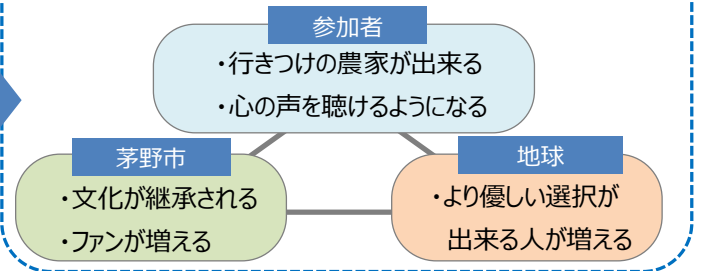 参加者
・行きつけの農家が出来る
・心の声を聴けるようになる
茅野市
・文化が継承される
・ファンが増える
地球
・より優しい選択が
出来る人が増える